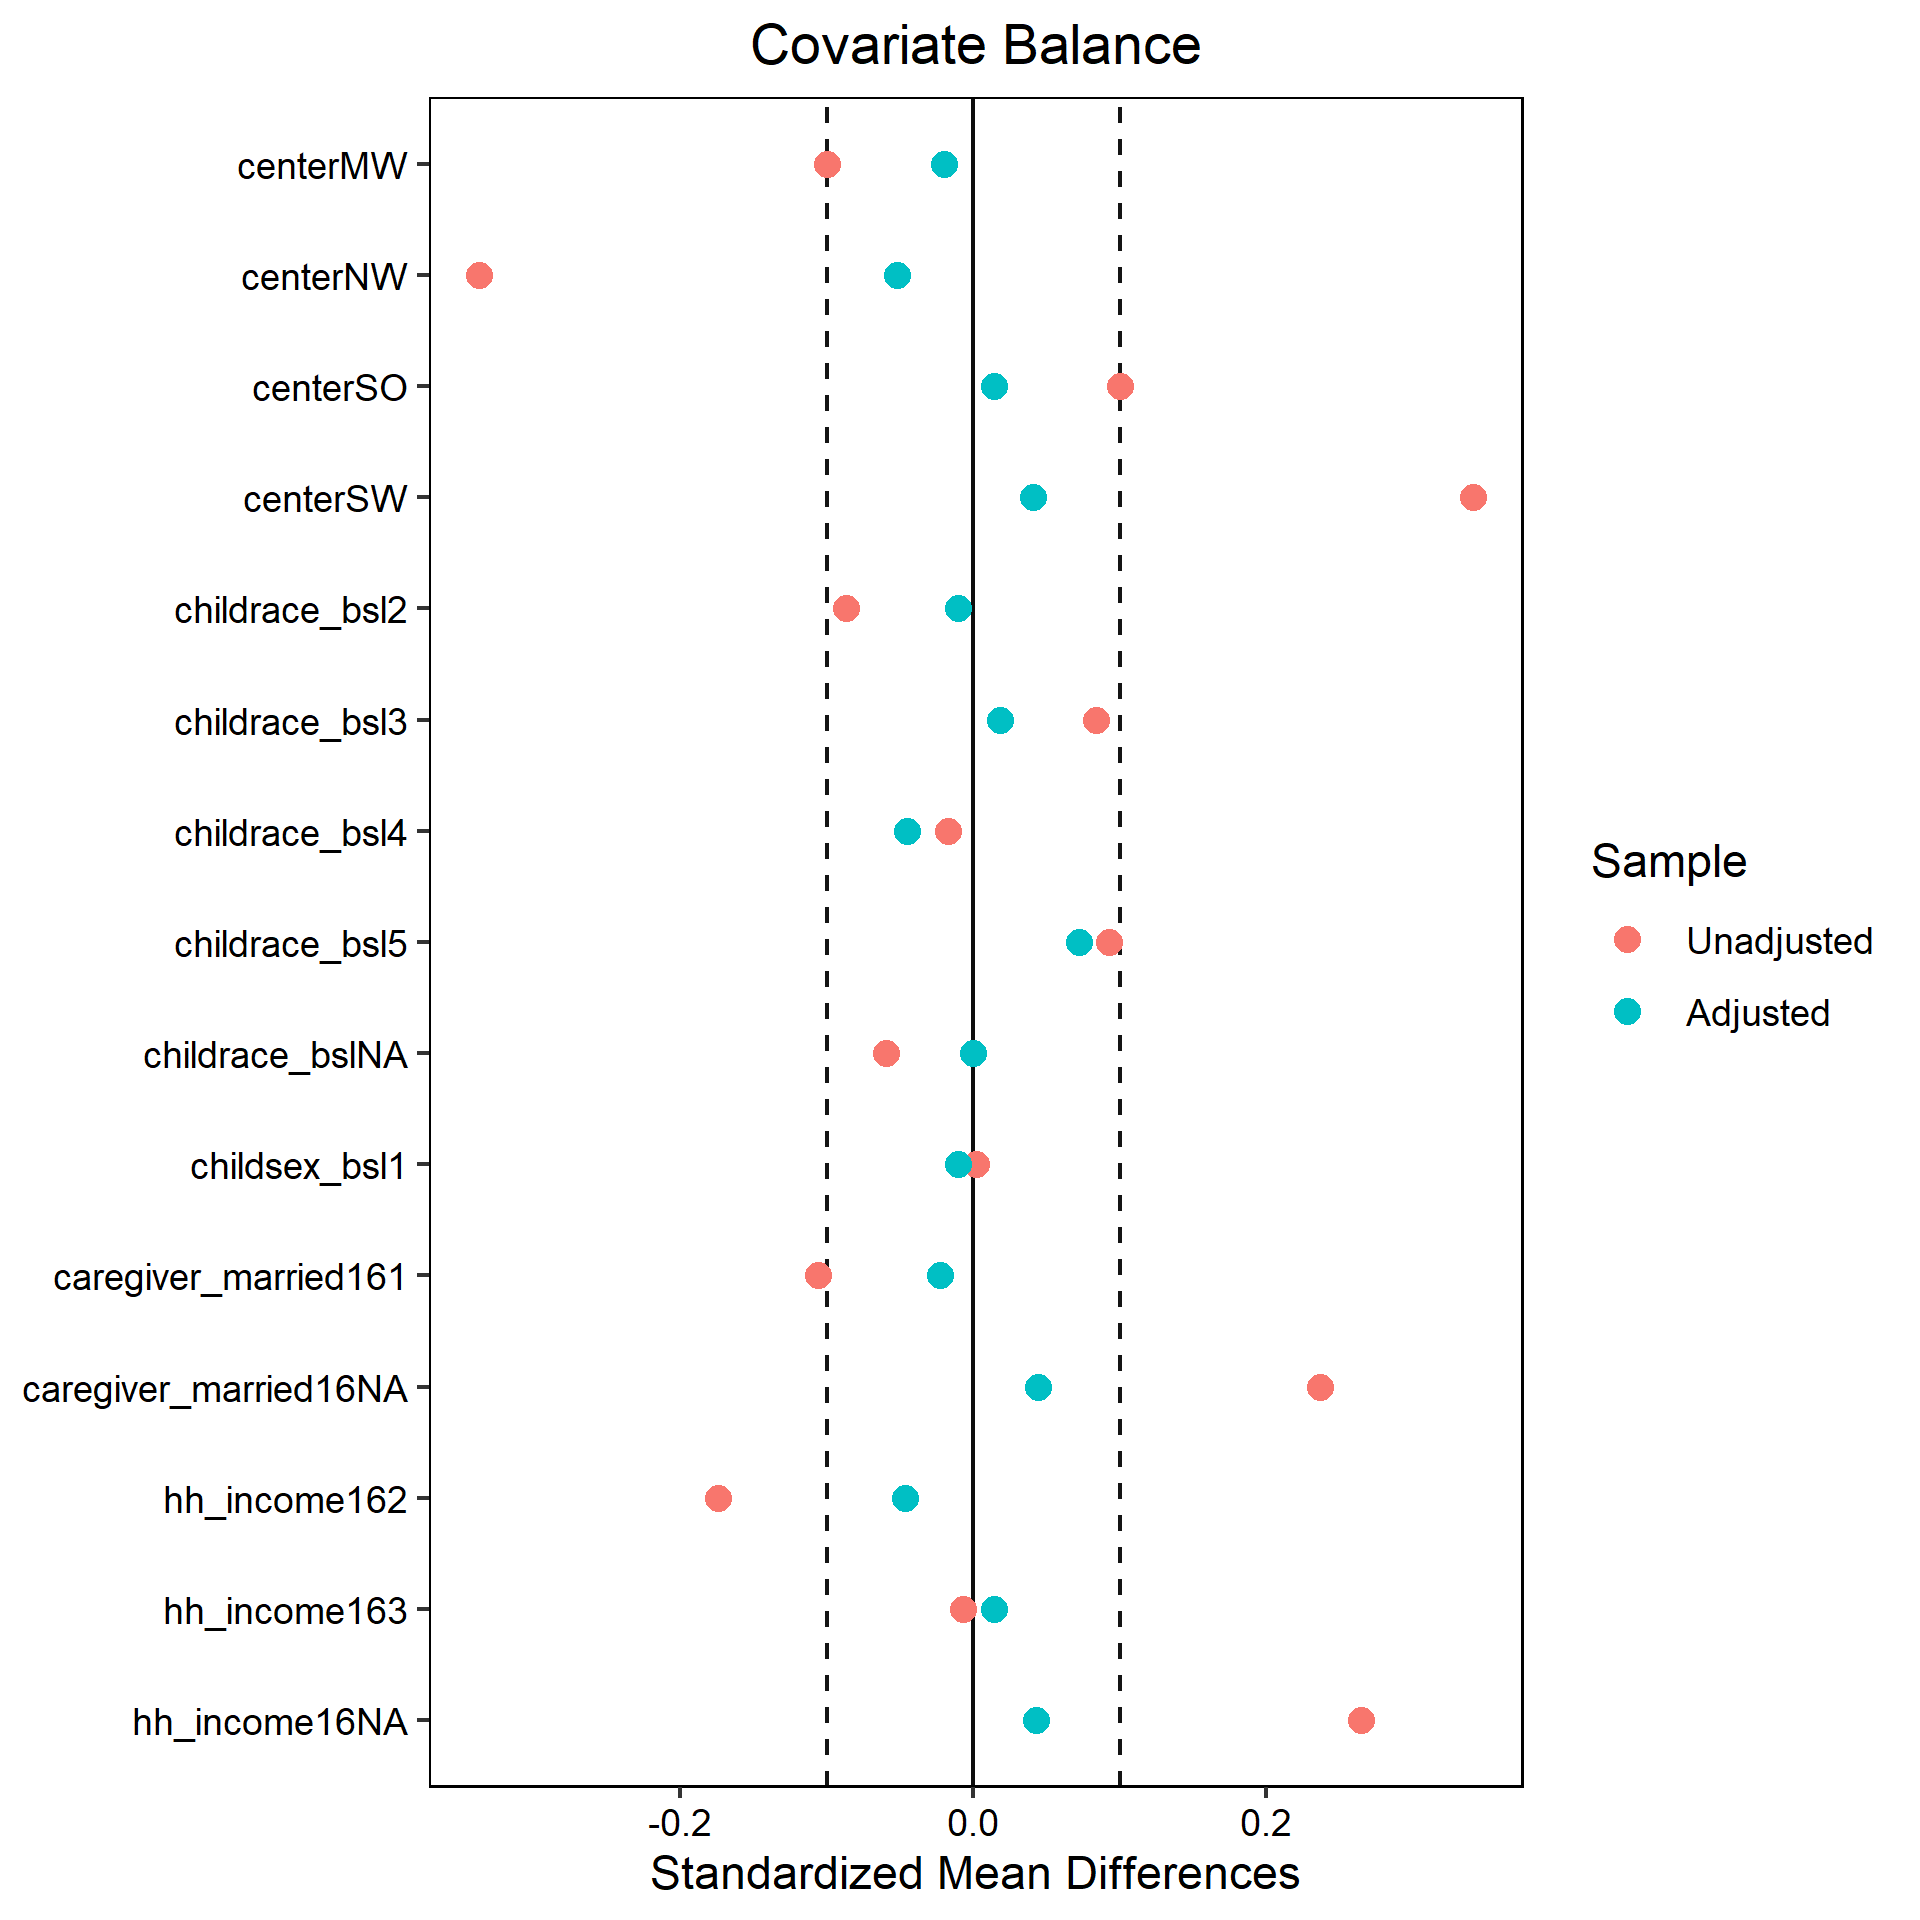 Covariate Balance
centerMW
centerNW
centerSO
centerSW
childrace_bsl2
childrace_bsl3
childrace_bsl4
childrace_bsl5
childrace_bslNA
childsex_bsl1
caregiver_married161
caregiver_married16NA
hh_income162
hh_income163
hh_income16NA
-0.2 0.0 0.2
Standardized Mean Differences
Sample
Unadjusted
Adjusted